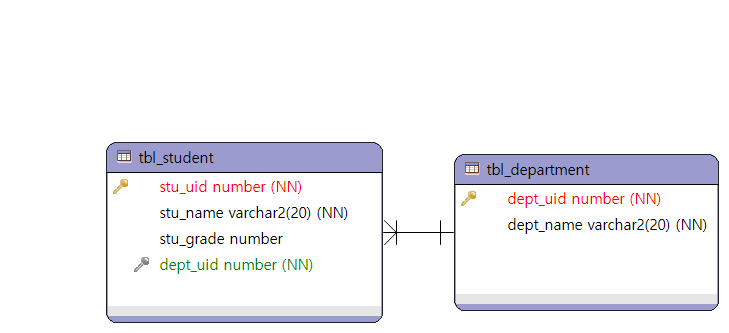 tbl_student
stu_uid number (NN)
stu_name varchar2(20) (NN)
stu_grade number
dept_uid number (NN)
tbl_department
dept_uid number (NN)
dept_name varchar2(20) (NN)